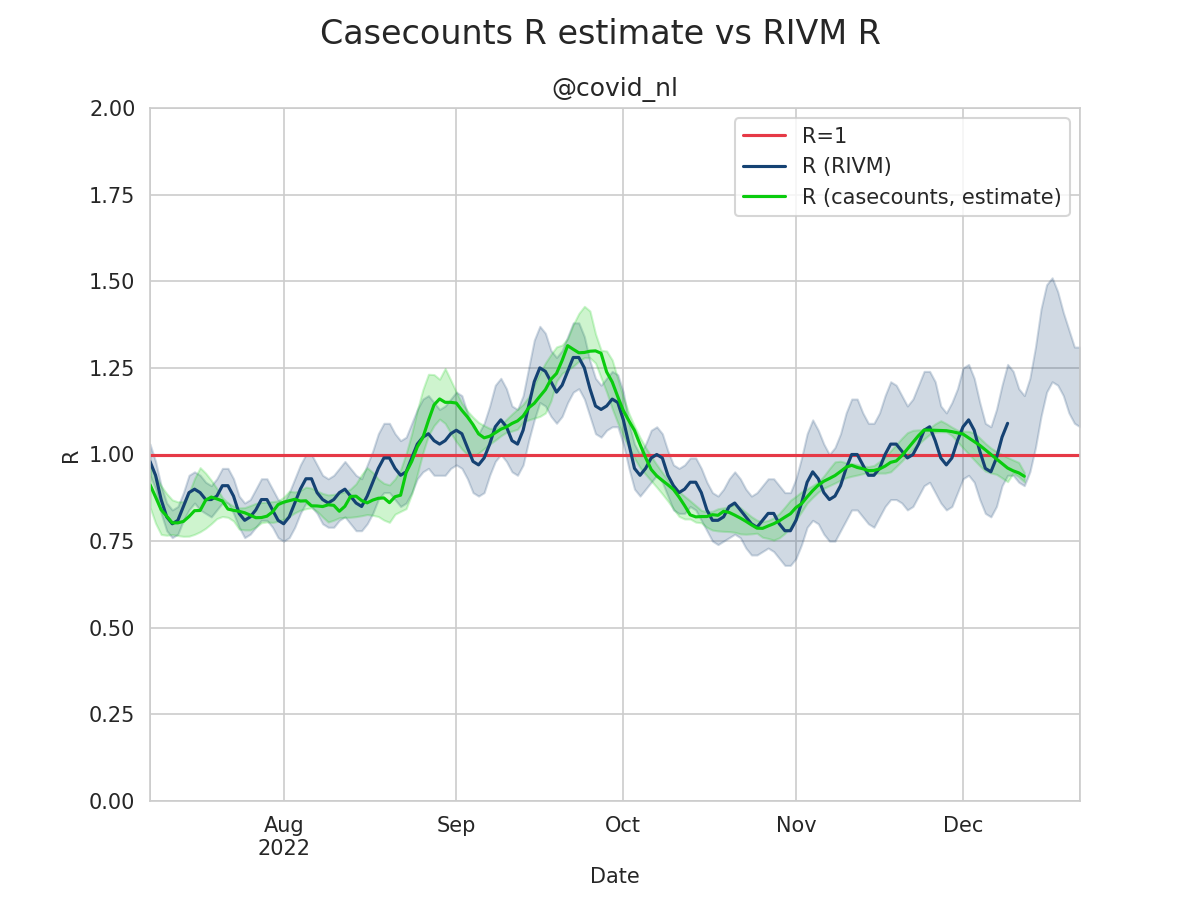 Casecounts R estimate vs RIVM R
@covid_nl
R=1
R (RIVM)
R (casecounts, estimate)
2.00
1.75
1.50
1.25
1.00
0.75
0.50
0.25
0.00
R
Aug
2022
Sep
Oct
Nov
Dec
Date